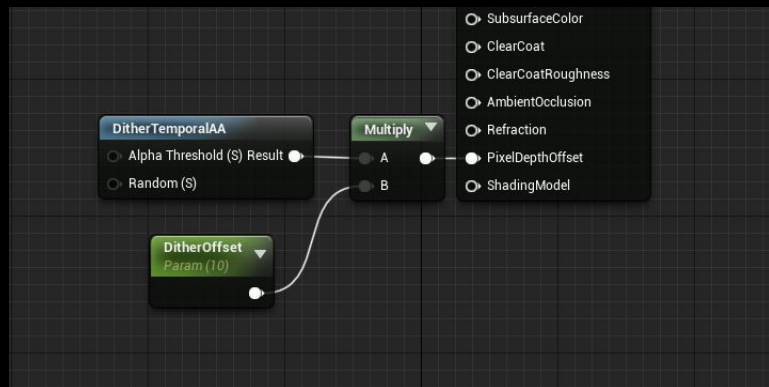 SubsurfaceColor
ClearCoat
ClearCoatRoughness
AmbientOcclusion
Refraction
PixelDepthOffset
ShadingModel
DitherTemporalAA
Alpha Threshold (S) Result
Random (S)
Multiply
A
B
DitherOffset
Param (10)